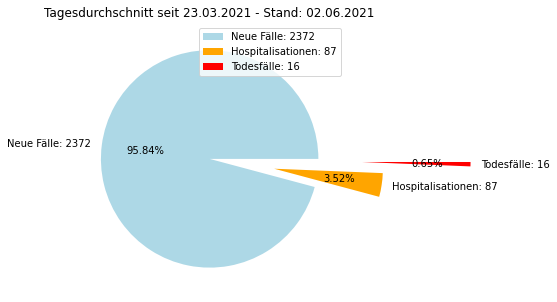 Tagesdurchschnitt seit 23.03.2021 - Stand: 02.06.2021
Neue Fälle: 2372
Hospitalisationen: 87
Todesfälle: 16
Neue Fälle: 2372
95.84%
0.65%
Todesfälle: 16
3.52%
Hospitalisationen: 87